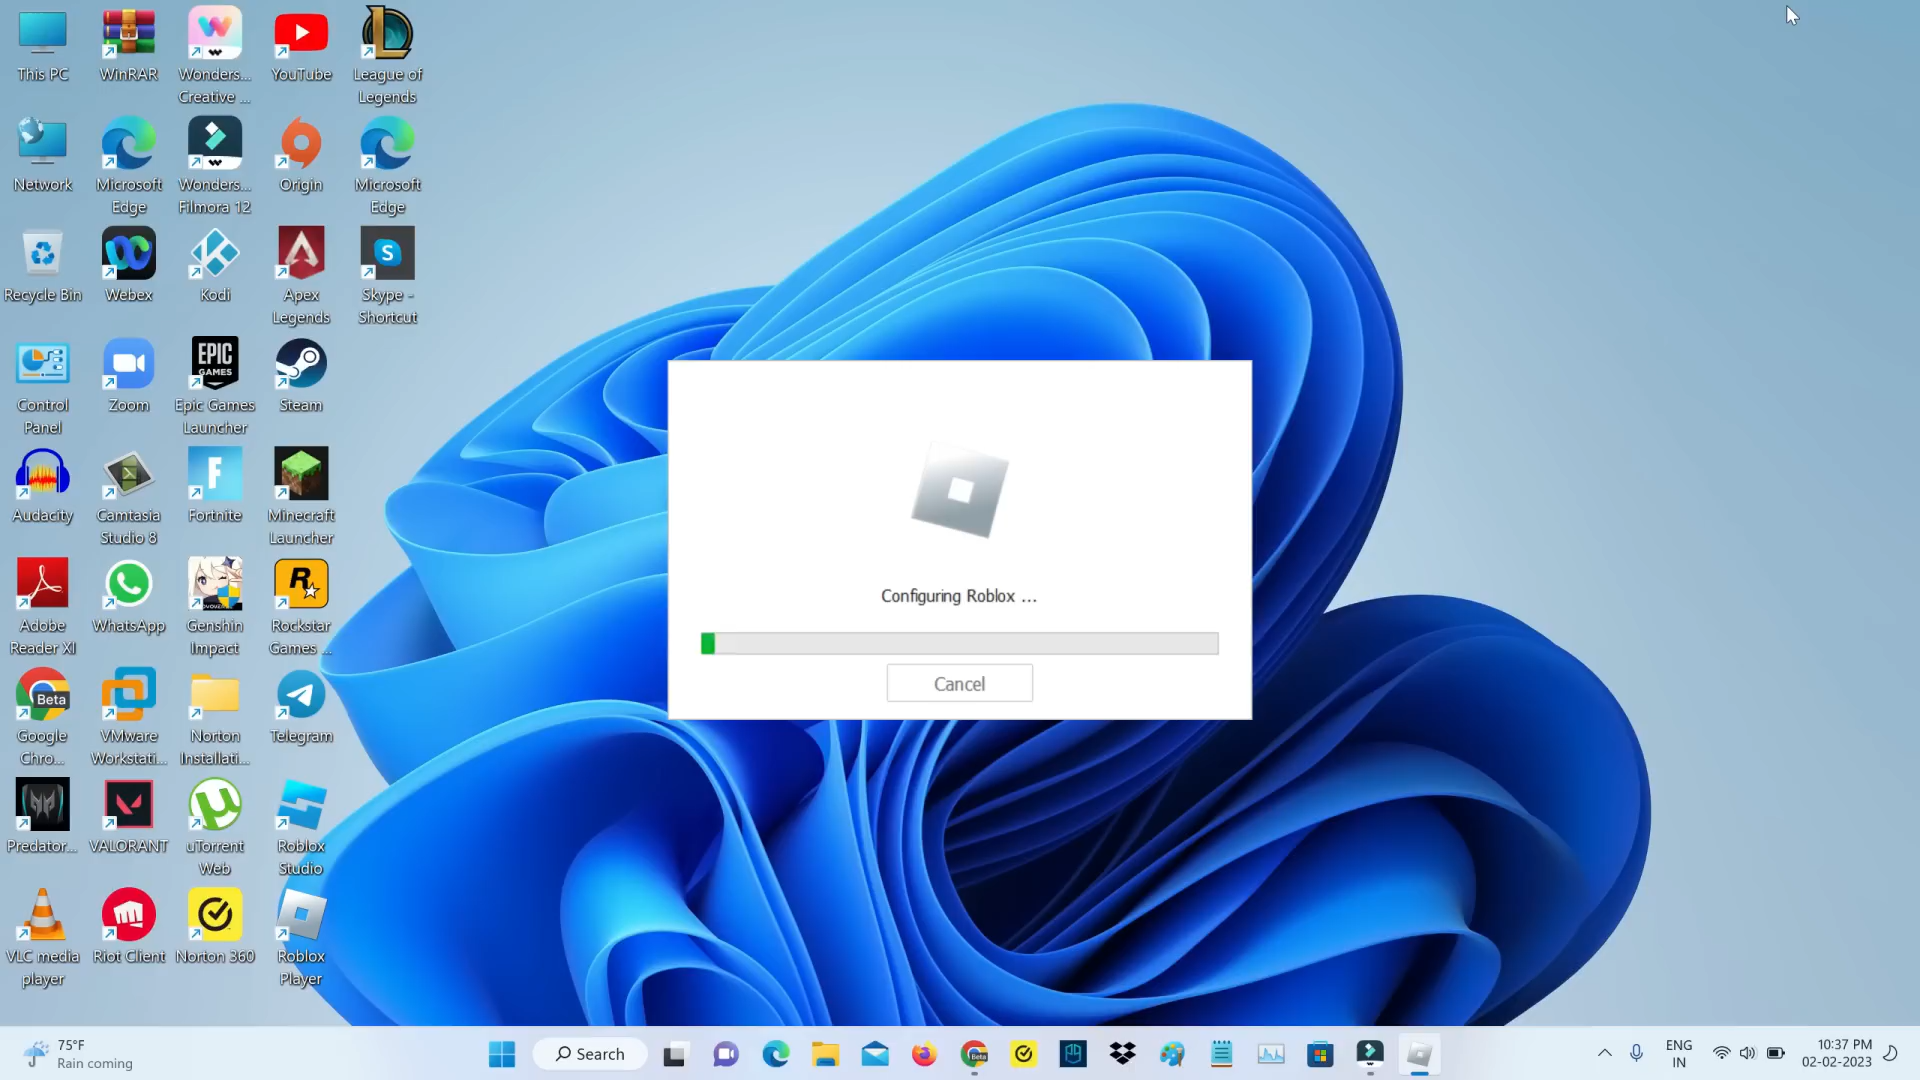 This PC
WinRAR
Wonders...
Creative ...
YouTube
League of
Legends
Network
Microsoft
Edge
Wonders...
Filmora 12
Origin
Microsoft
Edge
Recycle Bin
Webex
Kodi
Apex
Legends
S
Skype -
Shortcut
Control
Panel
Zoom
EPIC
GAMES
Epic Games
Launcher
Steam
Audacity
Camtasia
Studio 8
F
Fortnite
Minecraft
Launcher
Adobe
Reader XI
WhatsApp
Genshin
Impact
R
Rockstar
Games ...
Beta
Google
Chro...
VMware
Workstati...
Norton
Installati...
Telegram
Predator...
VALORANT
uTorrent
Web
Roblox
Studio
VLC media
player
Riot Client
Norton 360
Roblox
Player
Configuring Roblox ...
Cancel
75°F
Rain coming
Search
Beta
ENG
IN
10:37 PM
02-02-2023